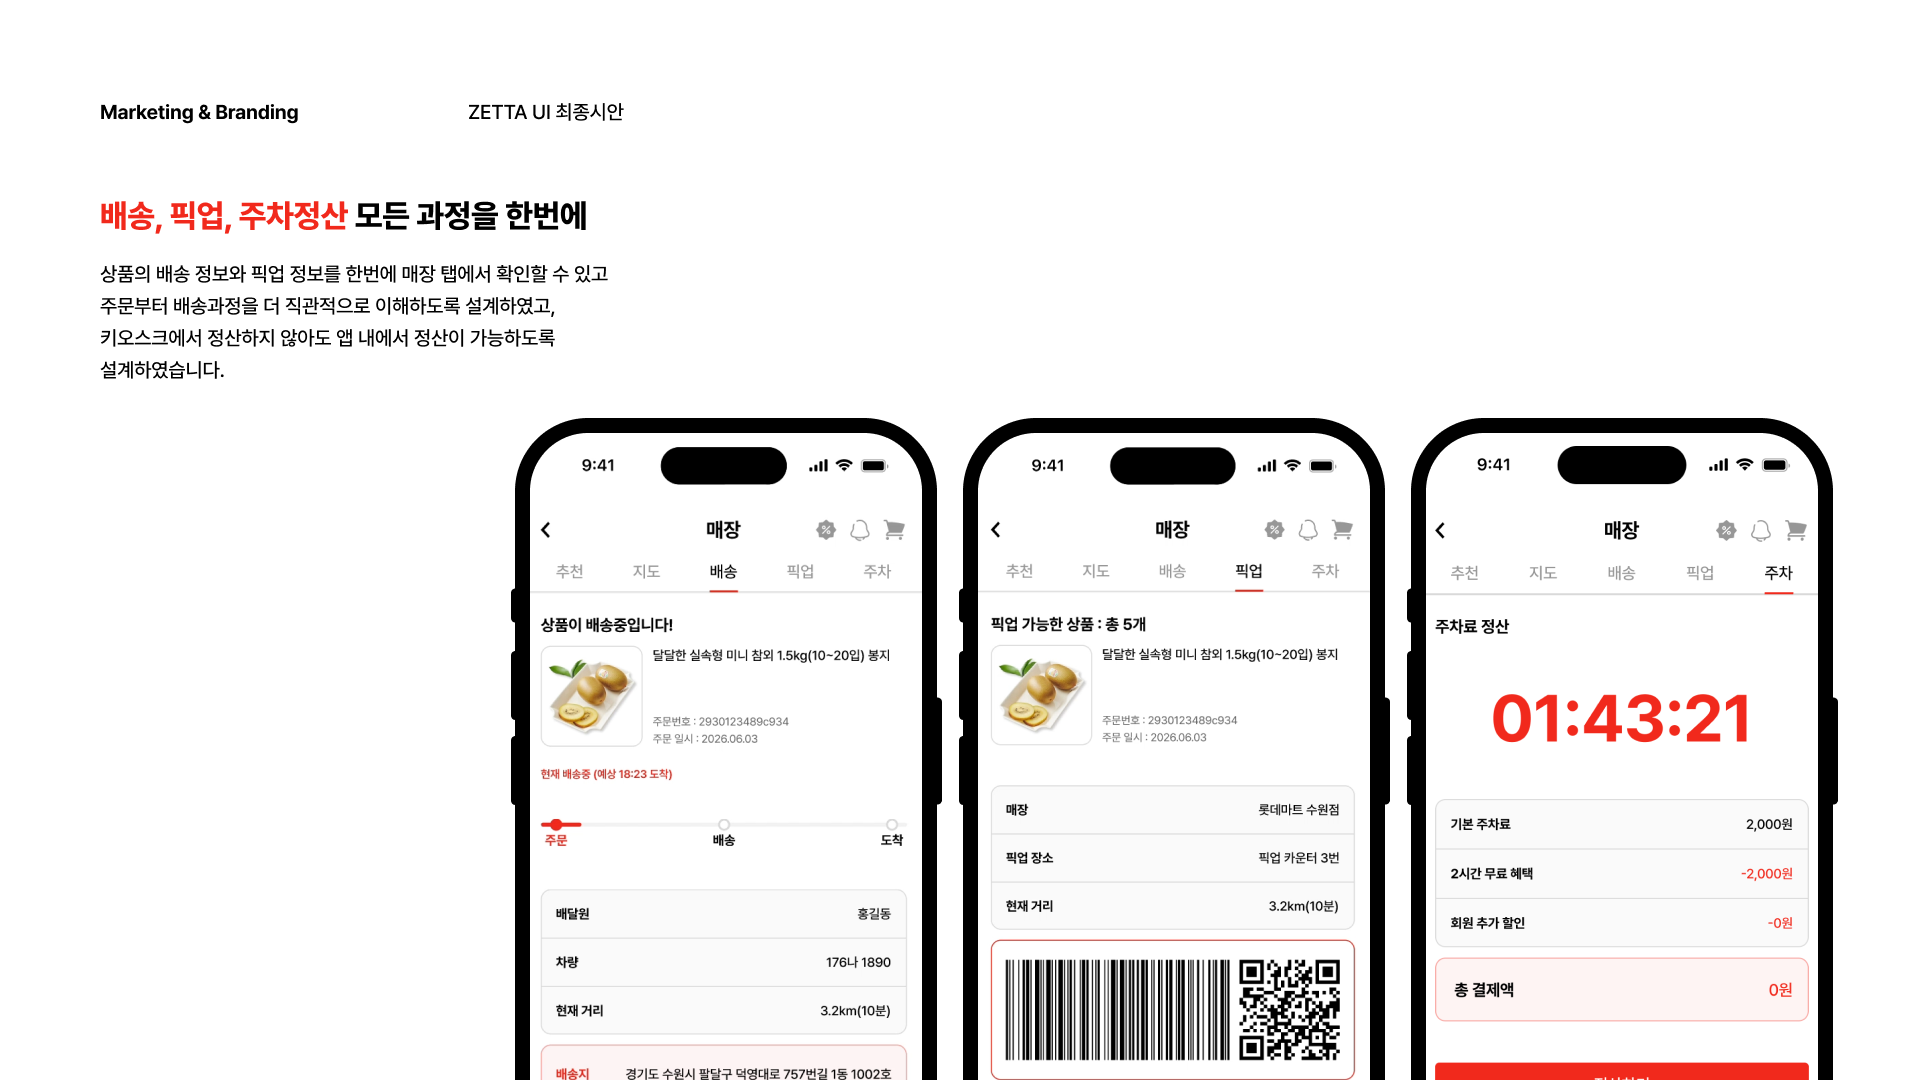 Marketing & Branding
ZETTA UI 최종시안
배송, 픽업, 주차정산 모든 과정을 한번에
상품의 배송 정보와 픽업 정보를 한번에 매장 탭에서 확인할 수 있고
주문부터 배송과정을 더 직관적으로 이해하도록 설계하였고,
키오스크에서 정산하지 않아도 앱 내에서 정산이 가능하도록
설계하였습니다.
9:41
매장
추천 지도 배송 픽업 주차
상품이 배송중입니다!
달달한 실속형 미니 참외 1.5kg(10~20입) 봉지
주문번호 : 2930123489c934
주문 일시 : 2026.06.03
현재 배송중 (예상 18:23 도착)
주문 배송 도착
배달원 홍길동
차량 176나 1890
현재 거리 3.2km(10분)
배송지 경기도 수원시 팔달구 덕영대로 757번길 1동 1002호
9:41
매장
추천 지도 배송 픽업 주차
픽업 가능한 상품 : 총 5개
달달한 실속형 미니 참외 1.5kg(10~20입) 봉지
주문번호 : 2930123489c934
주문 일시 : 2026.06.03
매장 롯데마트 수원점
픽업 장소 픽업 카운터 3번
현재 거리 3.2km(10분)
9:41
매장
추천 지도 배송 픽업 주차
주차료 정산
01:43:21
기본 주차료 2,000원
2시간 무료 혜택 -2,000원
회원 추가 할인 -0원
총 결제액 0원